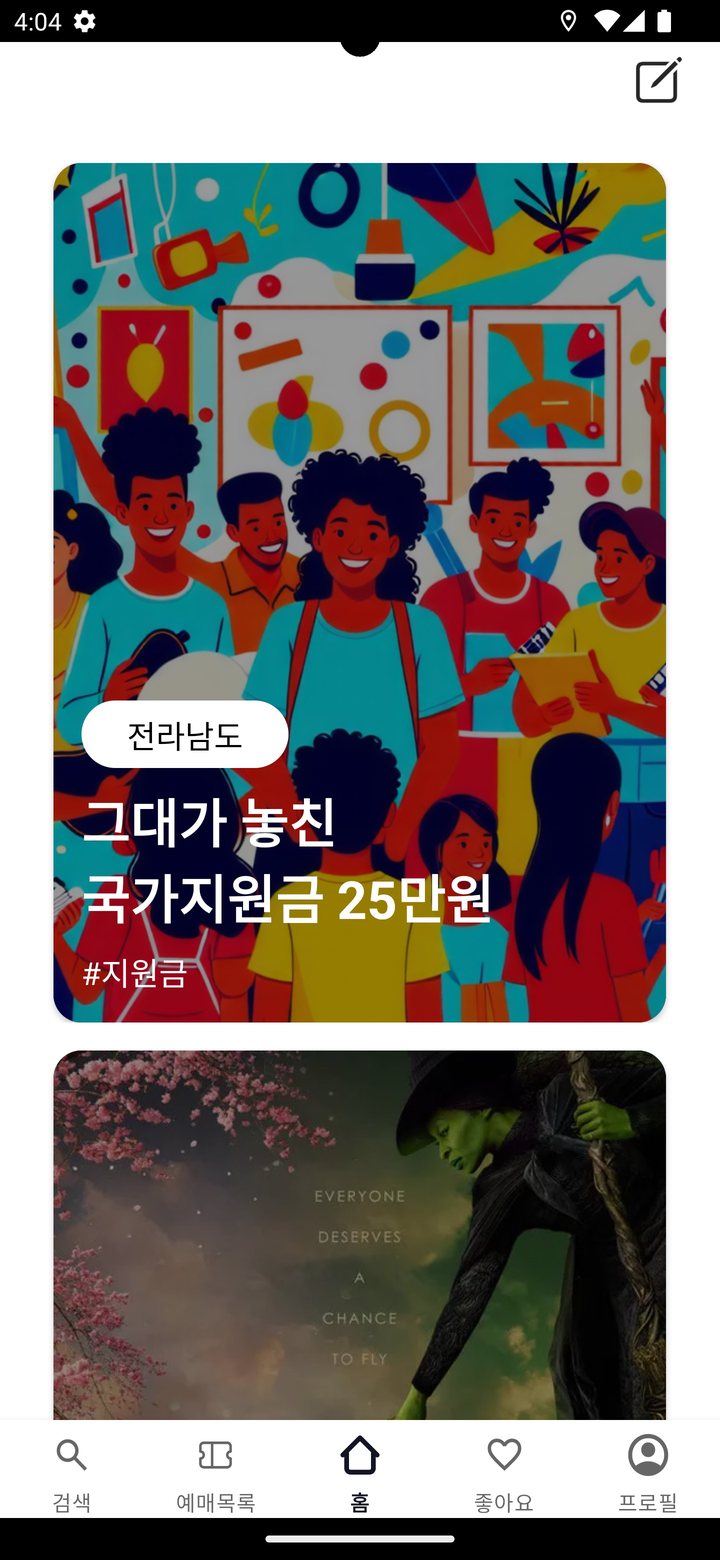 4:04
전라남도
그대가 놓친
국가지원금 25만원
#지원금
EVERYONE
DESERVES
A
CHANCE
TO FLY
검색
예매목록
홈
좋아요
프로필